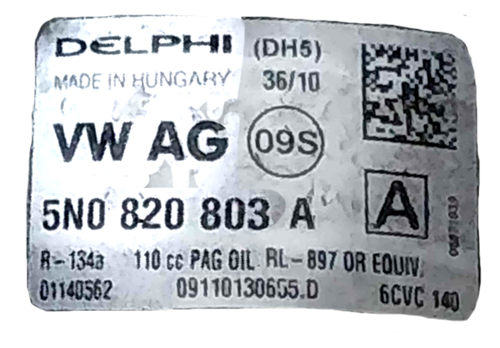 DELPHI (DH5)
MADE IN HUNGARY 36/10
VW AG 09S
5N0 820 803 A A
R-134a 110 cc PAG OIL RL-897 OR EQUIV.
01140562 09110130655.D 6CVC 140